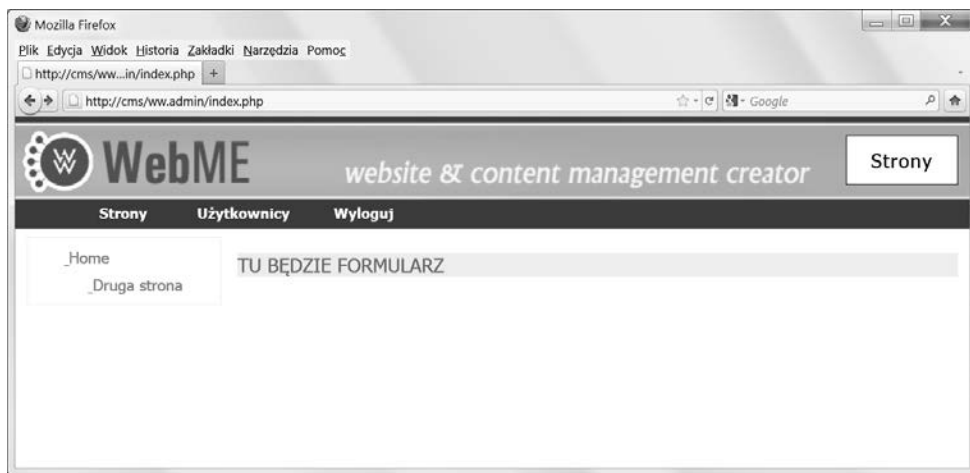 Mozilla Firefox
Plik Edycja Widok Historia Zakładki Narzędzia Pomoc
http://cms/ww...in/index.php +
http://cms/ww.admin/index.php Google
WebME website & content management creator Strony
Strony Użytkownicy Wyloguj
_Home
TU BĘDZIE FORMULARZ
_Druga strona